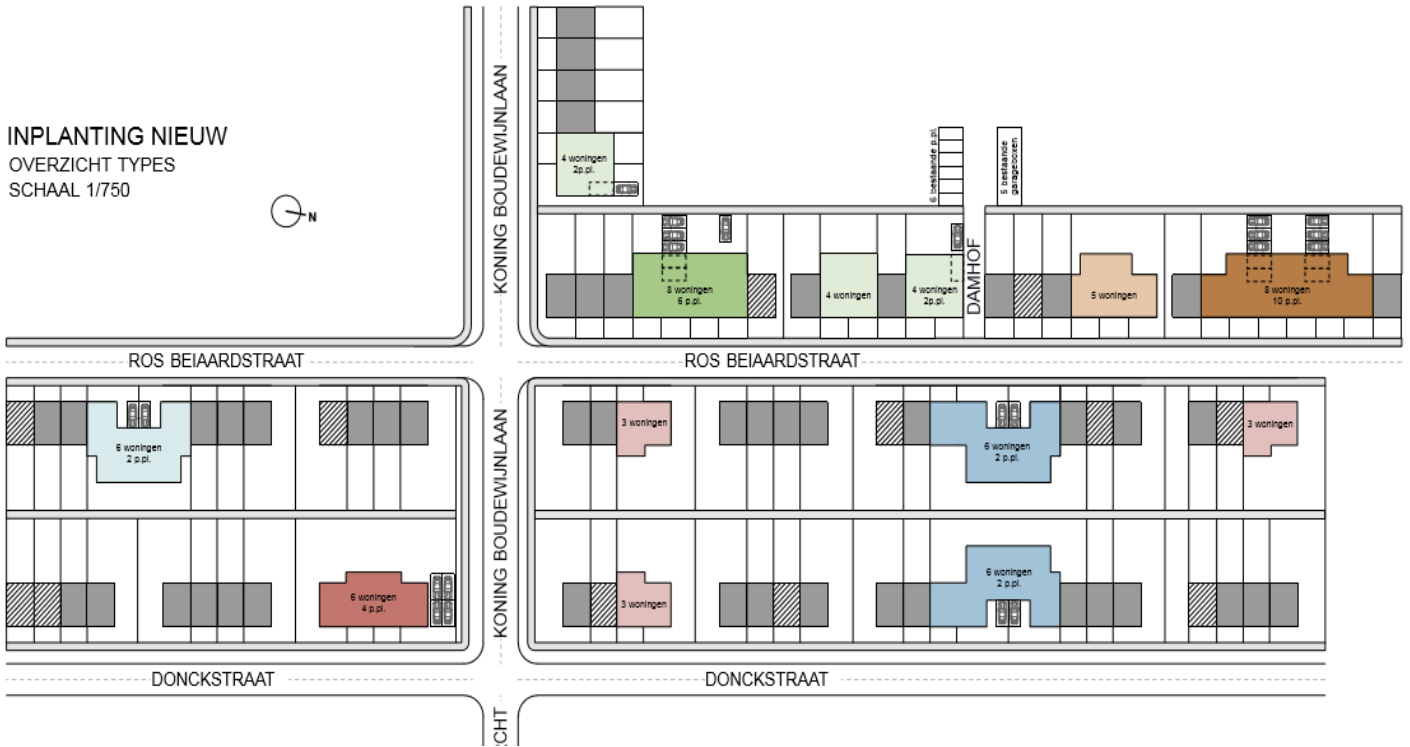 INPLANTING NIEUW
OVERZICHT TYPES
SCHAAL 1/750
N
KONING BOUDEWIJNLAAN
4 woningen
2p.pl.
6 bestaande p.pl.
5 bestaande
garageboxen
8 woningen
6 p.pl.
4 woningen
4 woningen
2p.pl.
DAMHOF
5 woningen
8 woningen
10 p.pl.
ROS BEIAARDSTRAAT
ROS BEIAARDSTRAAT
6 woningen
2 p.pl.
KONING BOUDEWIJNLAAN
3 woningen
6 woningen
2 p.pl.
3 woningen
6 woningen
4 p.pl.
3 woningen
6 woningen
2 p.pl.
DONCKSTRAAT
DONCKSTRAAT